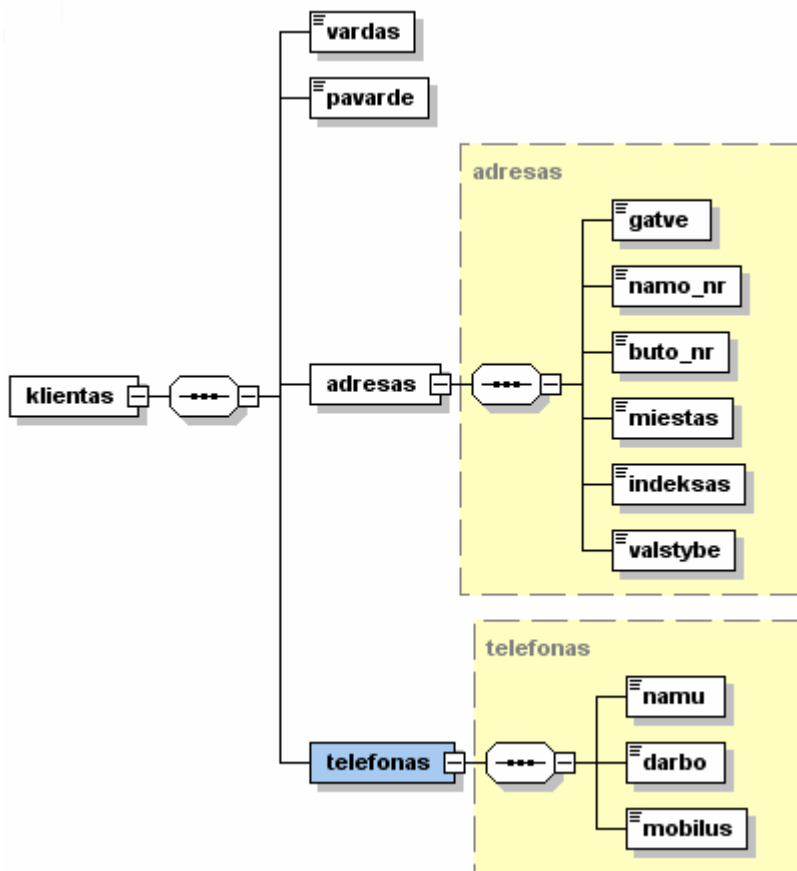 vardas
pavarde
adresas
gatve
namo_nr
buto_nr
klientas
adresas
miestas
indeksas
valstybe
telefonas
namu
telefonas
darbo
mobilus